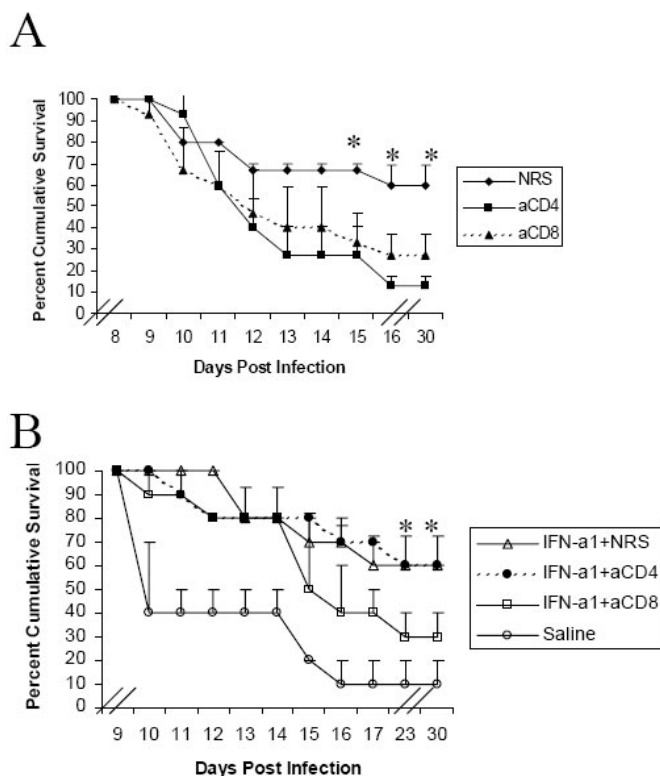 A
Percent Cumulative Survival
100
90
80
70
60
50
40
30
20
10
0
* * *
8 9 10 11 12 13 14 15 16 30
Days Post Infection
NRS
aCD4
aCD8
B
Percent Cumulative Survival
100
90
80
70
60
50
40
30
20
10
0
* *
9 10 11 12 13 14 15 16 17 23 30
Days Post Infection
IFN-a1+NRS
IFN-a1+aCD4
IFN-a1+aCD8
Saline